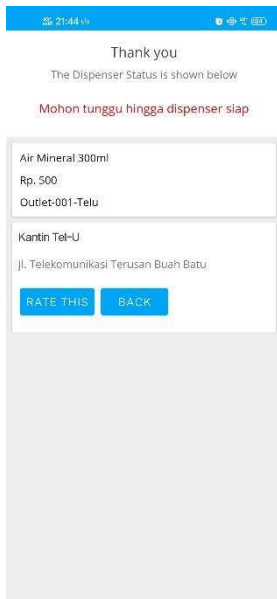 21:44
Thank you
The Dispenser Status is shown below
Mohon tunggu hingga dispenser siap
Air Mineral 300ml
Rp. 500
Outlet-001-Telu
Kantin Tel-U
jl. Telekomunikasi Terusan Buah Batu
RATE THIS BACK